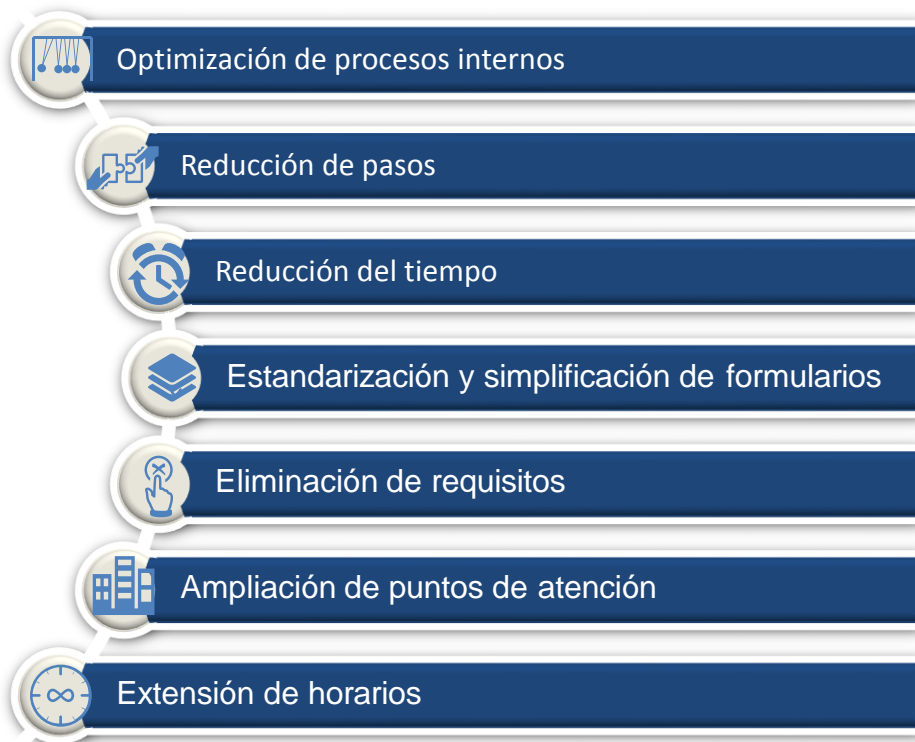 Optimización de procesos internos
Reducción de pasos
Reducción del tiempo
Estandarización y simplificación de formularios
Eliminación de requisitos
Ampliación de puntos de atención
Extensión de horarios